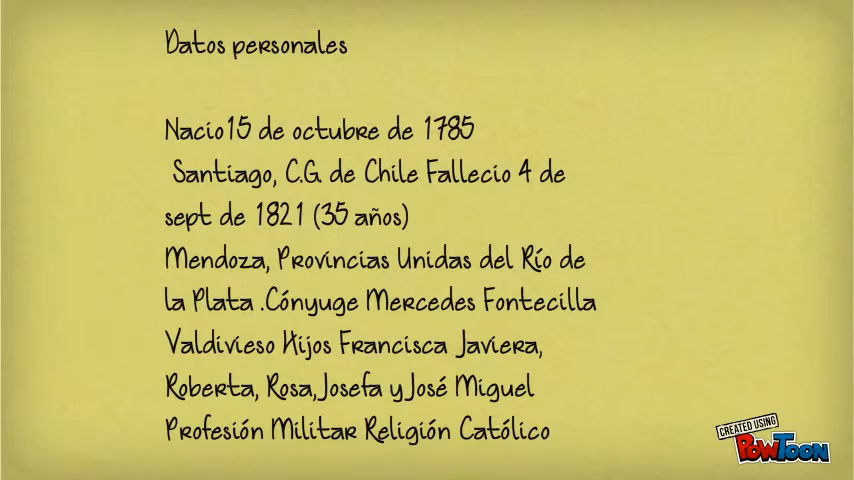 Datos personales
Nacio15 de octubre de 1785
Santiago, C.G. de Chile Fallecio 4 de
sept de 1821 (35 años)
Mendoza, Provincias Unidas del Río de
la Plata .Cónyuge Mercedes Fontecilla
Valdivieso Hijos Francisca Javiera,
Roberta, Rosa,Josefa y José Miguel
Profesión Militar Religión Católico
CREATED USING
POWTOON